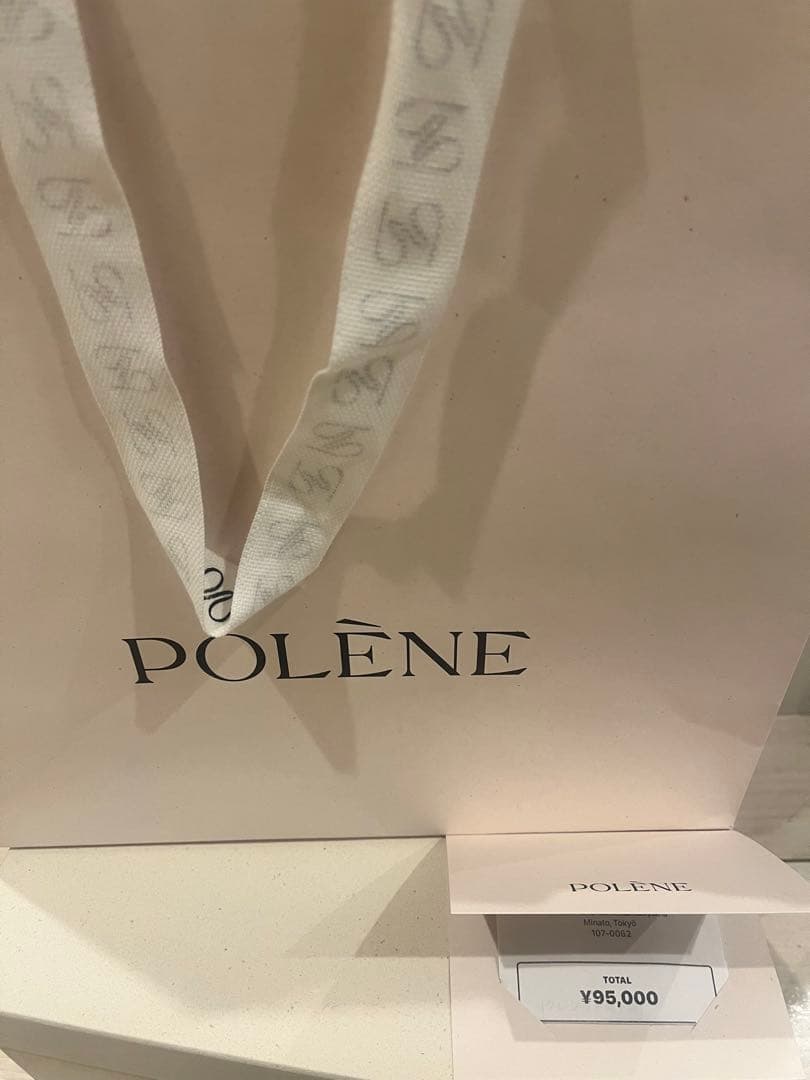 POLÈNE
POLÈNE
Minato, Tokyo
107-0062
TOTAL
¥95,000